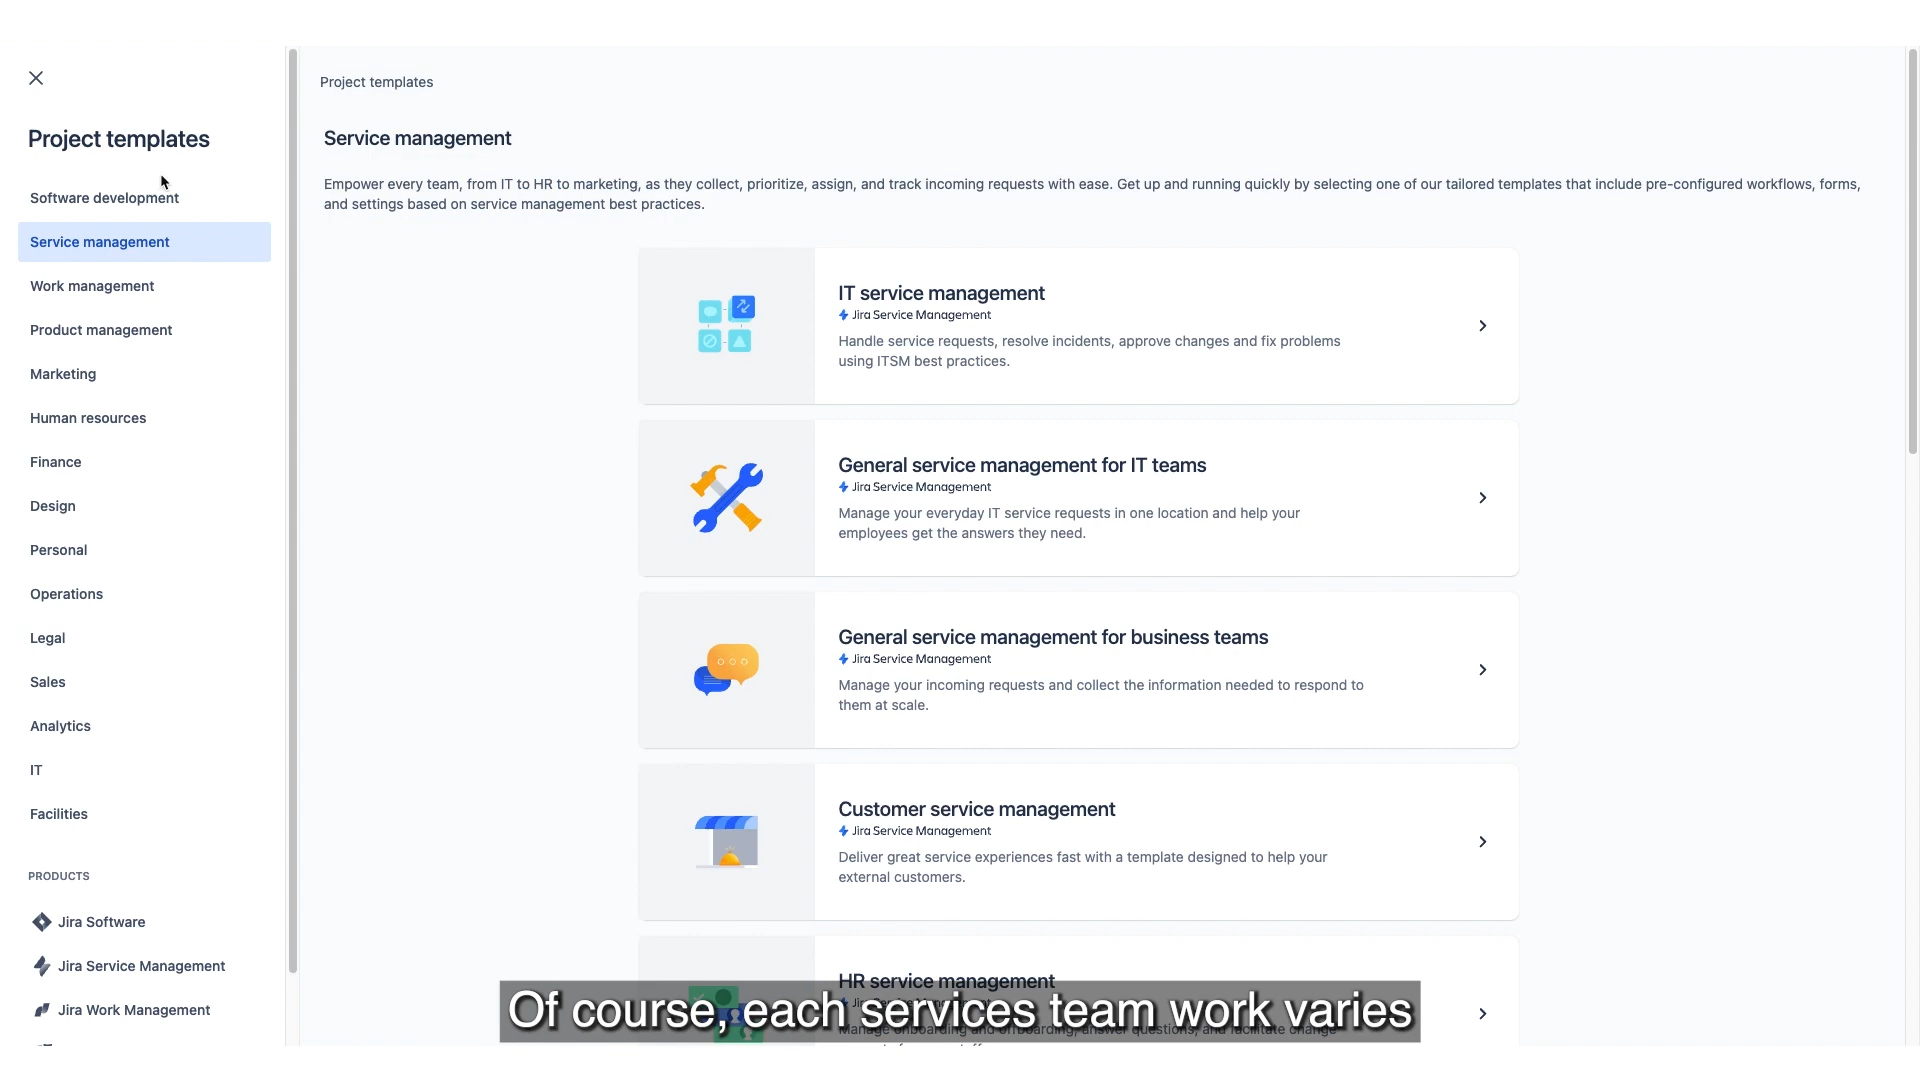 Project templates
Software development
Service management
Work management
Product management
Marketing
Human resources
Finance
Design
Personal
Operations
Legal
Sales
Analytics
IT
Facilities
PRODUCTS
Jira Software
Jira Service Management
Jira Work Management
Project templates
Service management
Empower every team, from IT to HR to marketing, as they collect, prioritize, assign, and track incoming requests with ease. Get up and running quickly by selecting one of our tailored templates that include pre-configured workflows, forms,
and settings based on service management best practices.
IT service management
Jira Service Management
Handle service requests, resolve incidents, approve changes and fix problems
using ITSM best practices.
General service management for IT teams
Jira Service Management
Manage your everyday IT service requests in one location and help your
employees get the answers they need.
General service management for business teams
Jira Service Management
Manage your incoming requests and collect the information needed to respond to
them at scale.
Customer service management
Jira Service Management
Deliver great service experiences fast with a template designed to help your
external customers.
HR service management
Manage onboarding and offboarding, answer questions, and facilitate change
Of course, each services team work varies